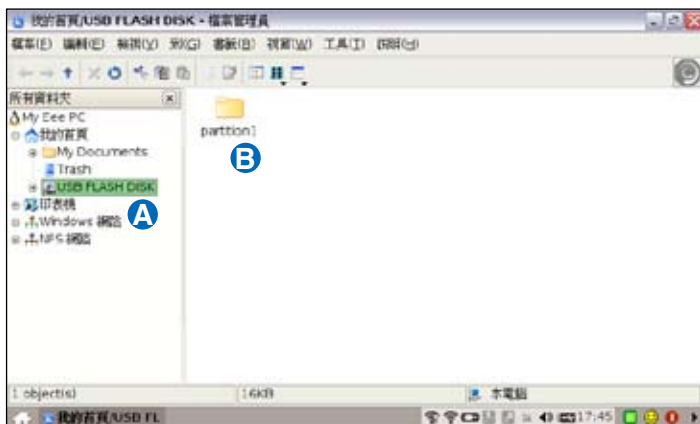 我的首頁/USB FLASH DISK - 檔案管理員
檔案(E) 編輯(E) 檢視(V) 書籤(B) 視窗(W) 工具(T)
所有資料夾
My Eee PC
我的首頁
My Documents
Trash
USB FLASH DISK
印表機
Windows 網路
NFS 網路
A
partition1
B
1 object(s)
16KB
本電腦
我的首頁/USB FL
17:45